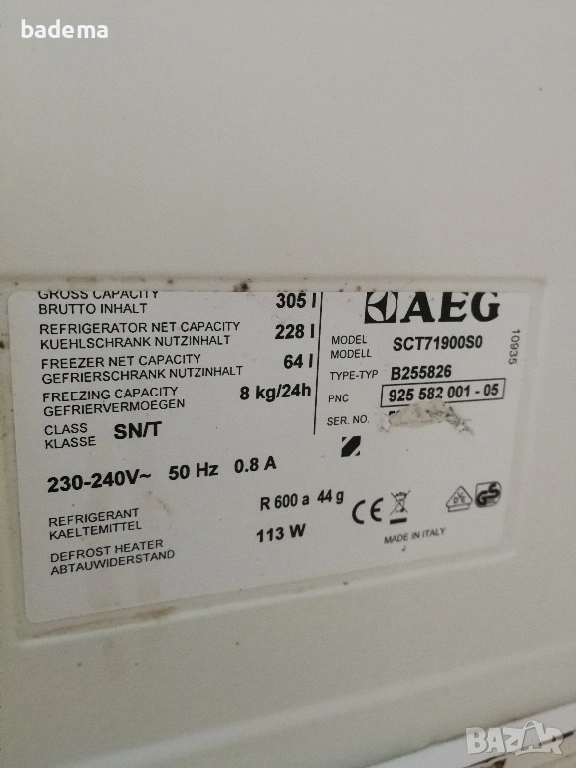 badema
GROSS CAPACITY
BRUTTO INHALT
305 l
REFRIGERATOR NET CAPACITY
KUEHLSCHRANK NUTZINHALT
228 l
FREEZER NET CAPACITY
GEFRIERSCHRANK NUTZINHALT
64 l
FREEZING CAPACITY
GEFRIERVERMOEGEN
8 kg/24h
CLASS
KLASSE
SN/T
230-240V~ 50 Hz 0.8 A
REFRIGERANT
KAELTEMITTEL
R 600 a 44 g
DEFROST HEATER
ABTAUWIDERSTAND
113 W
AEG
MODEL
MODELL
SCT71900S0
TYPE-TYP B255826
PNC 925 582 001 - 05
SER. NO.
10935
CE
GS
MADE IN ITALY
BAZAR